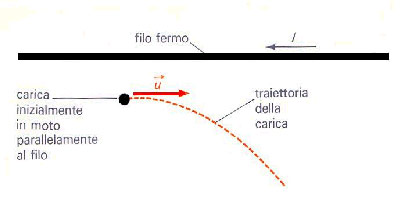 filo fermo
I
u
carica
inizialmente
in moto
parallelamente
al filo
traiettoria
della
carica